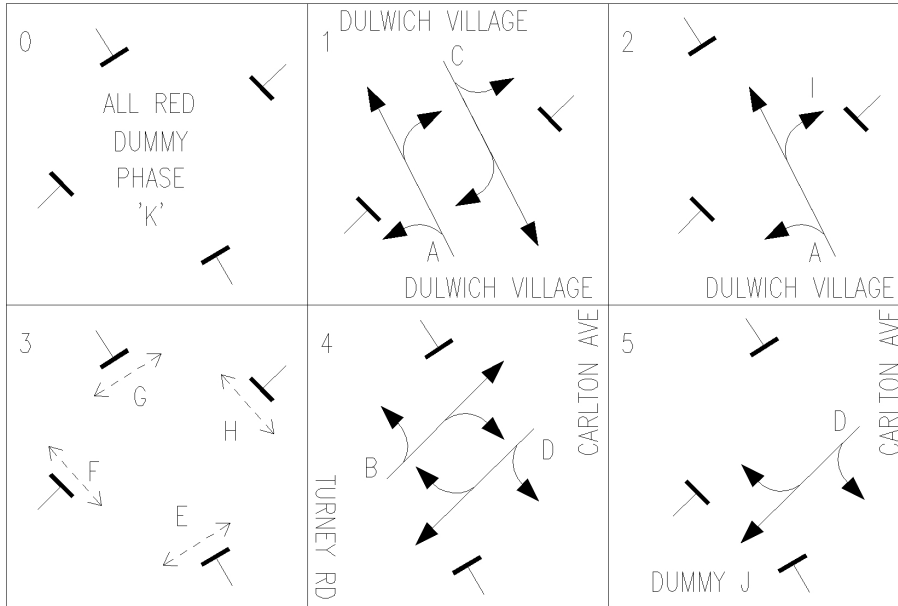 0
ALL RED
DUMMY
PHASE
'K'
DULWICH VILLAGE
1
C
A
DULWICH VILLAGE
2
I
A
DULWICH VILLAGE
3
G
H
F
E
4
CARLTON AVE
B
D
TURNEY RD
5
CARLTON AVE
D
DUMMY J